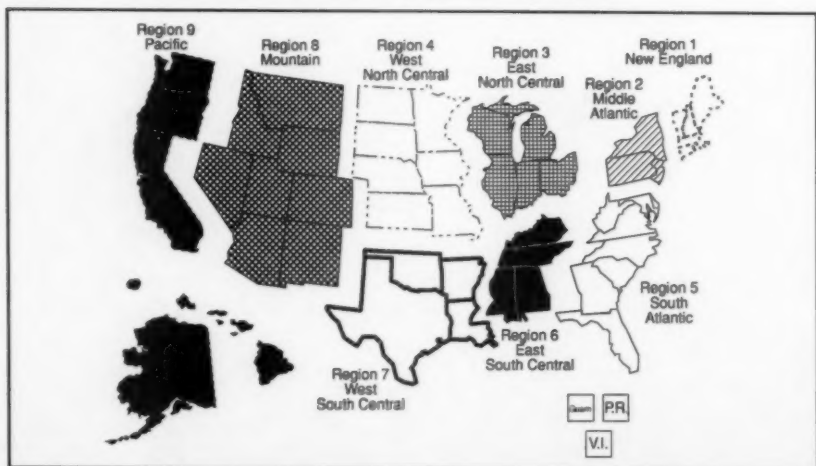 Region 9
Pacific
Region 8
Mountain
Region 4
West
North Central
Region 3
East
North Central
Region 1
New England
Region 2
Middle
Atlantic
Region 5
South
Atlantic
Region 6
East
South Central
Region 7
West
South Central
Guam
P.R.
V.I.